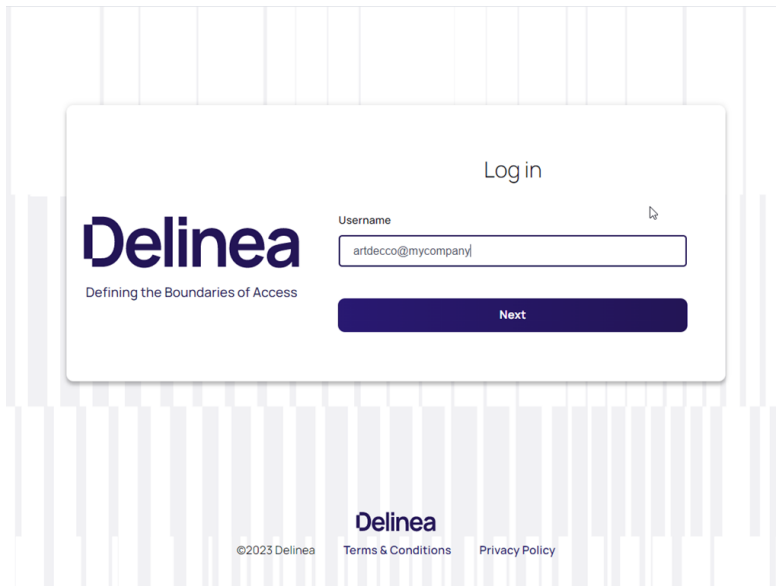 Log in
Delinea
Defining the Boundaries of Access
Username
artdecco@mycompany
Next
Delinea
©2023 Delinea Terms & Conditions Privacy Policy